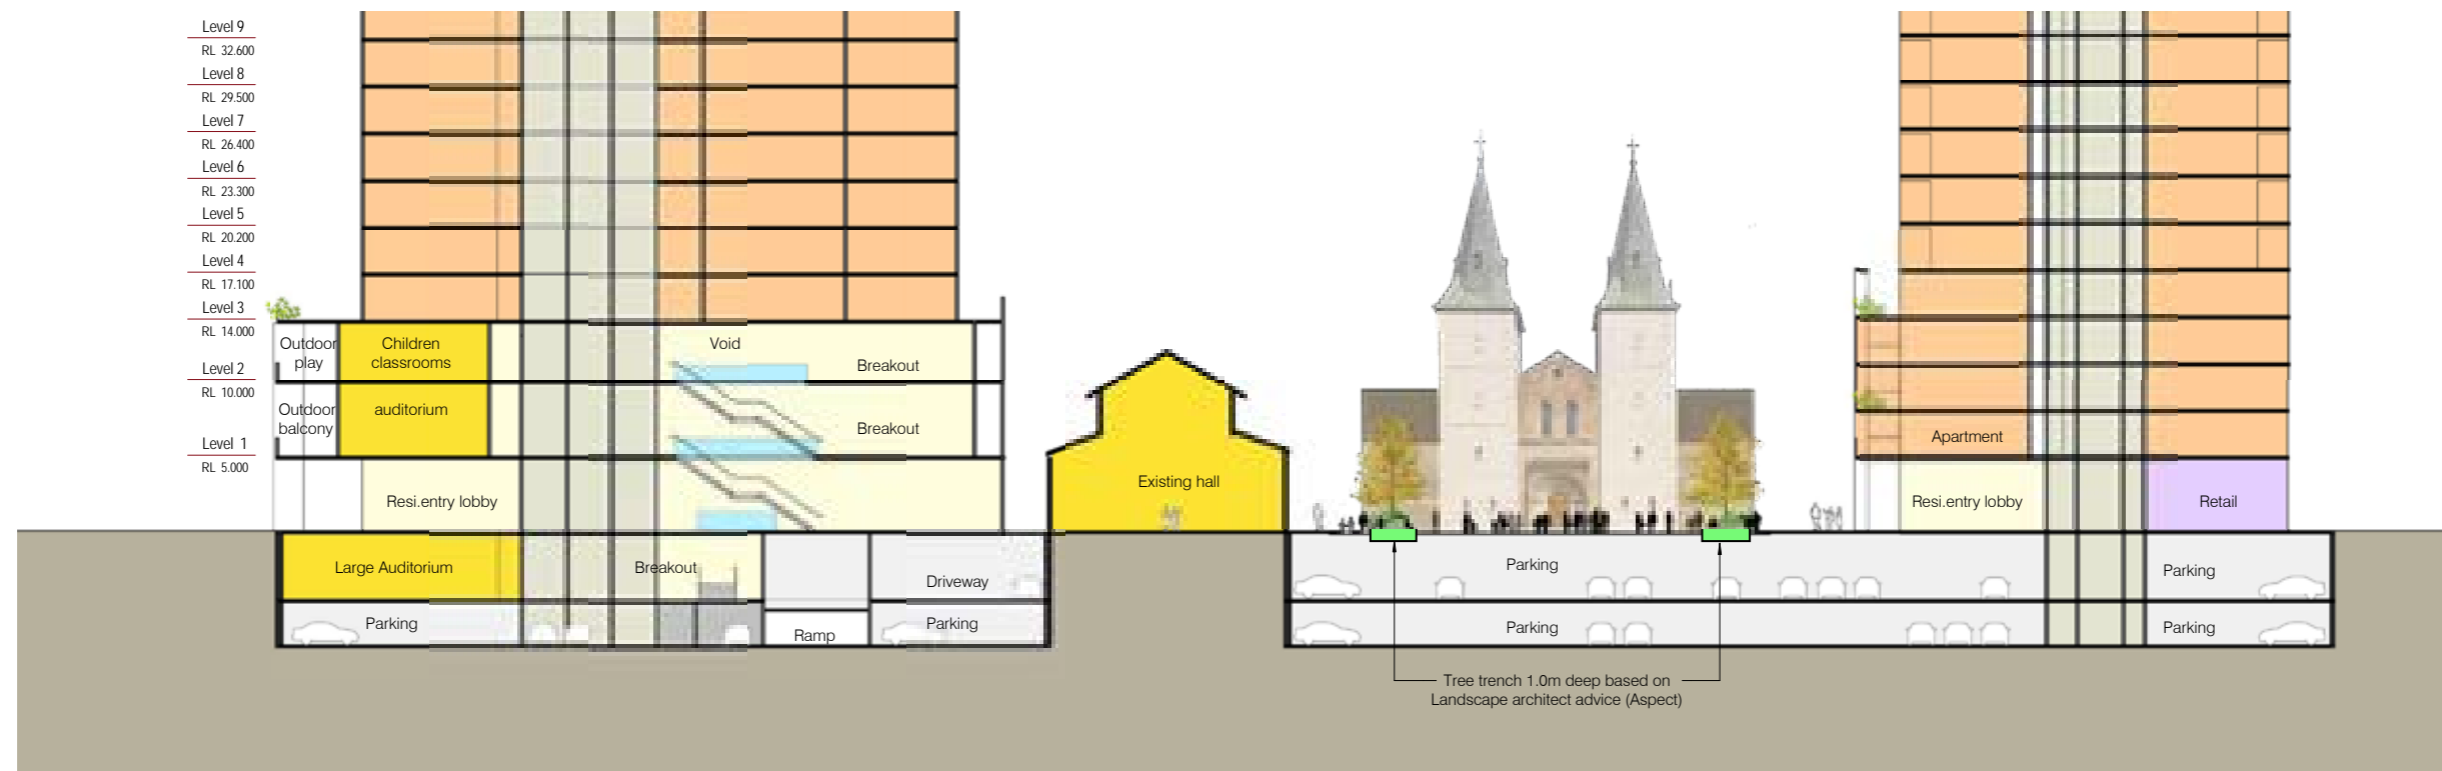 Level 9
RL 32.600
Level 8
RL 29.500
Level 7
RL 26.400
Level 6
RL 23.300
Level 5
RL 20.200
Level 4
RL 17.100
Level 3
RL 14.000
Level 2
RL 10.000
Level 1
RL 5.000
Outdoor
play
Children
classrooms
Void
Breakout
Outdoor
balcony
auditorium
Breakout
Resi.entry lobby
Large Auditorium
Breakout
Driveway
Parking
Ramp
Parking
Existing hall
Apartment
Resi.entry lobby
Retail
Parking
Parking
Parking
Parking
Tree trench 1.0m deep based on
Landscape architect advice (Aspect)